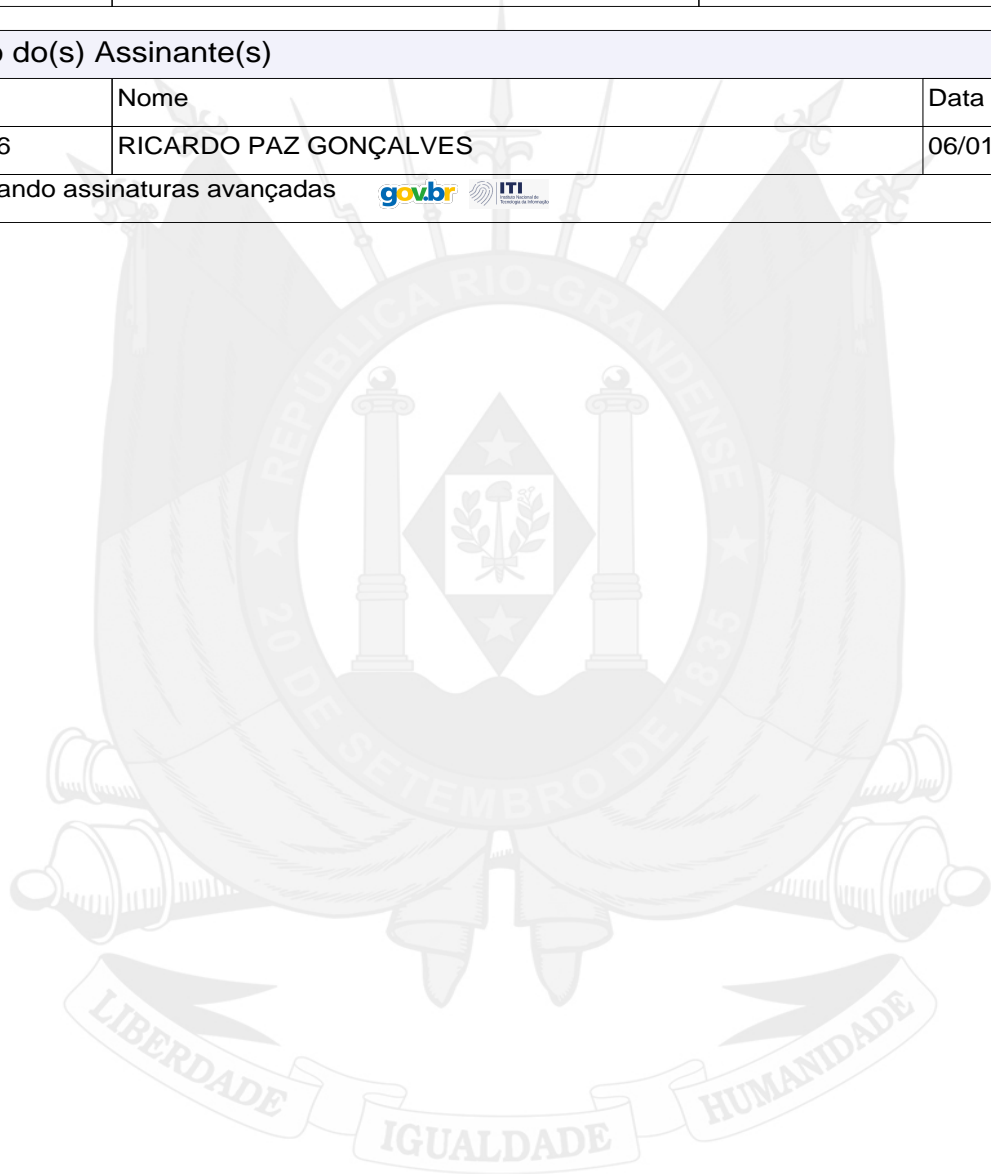 do(s) Assinante(s)
Nome
Data
6
RICARDO PAZ GONÇALVES
06/01
ando assinaturas avançadas
gov.br
ITI
REPÚBLICA RIO-GRANDENSE
20 DE SETEMBRO DE 1835
LIBERDADE
IGUALDADE
HUMANIDADE